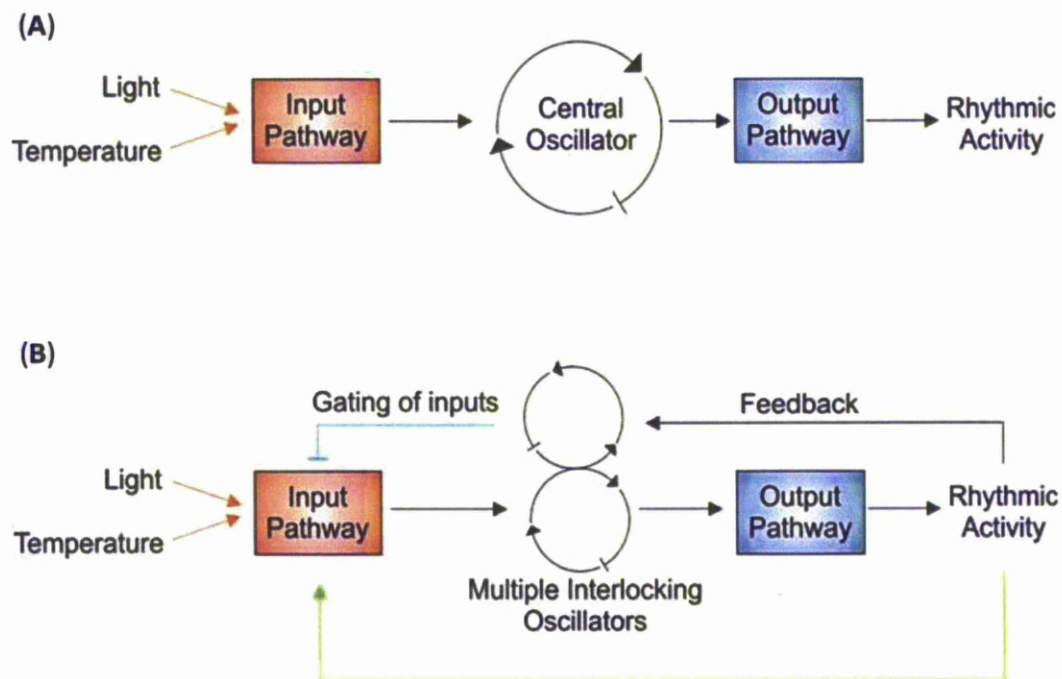 (A)
Light
Temperature
Input
Pathway
Central
Oscillator
Output
Pathway
Rhythmic
Activity
(B)
Gating of inputs
Feedback
Light
Temperature
Input
Pathway
Multiple Interlocking
Oscillators
Output
Pathway
Rhythmic
Activity